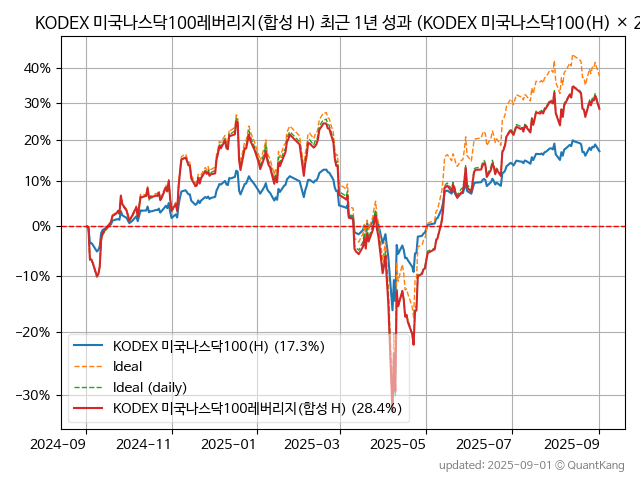 KODEX 미국나스닥100레버리지(합성 H) 최근 1년 성과 (KODEX 미국나스닥100(H) × 2
40%
30%
20%
10%
0%
−10%
−20%
−30%
KODEX 미국나스닥100(H) (17.3%)
Ideal
Ideal (daily)
KODEX 미국나스닥100레버리지(합성 H) (28.4%)
2024-09 2024-11 2025-01 2025-03 2025-05 2025-07 2025-09
updated: 2025-09-01 © QuantKang